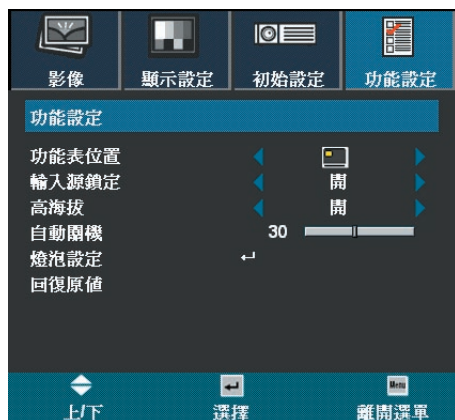 影像
顯示設定
初始設定
功能設定
功能設定
功能表位置
輸入源鎖定 開
高海拔 開
自動關機 30
燈泡設定
回復原值
Menu
上/下 選擇 離開選單